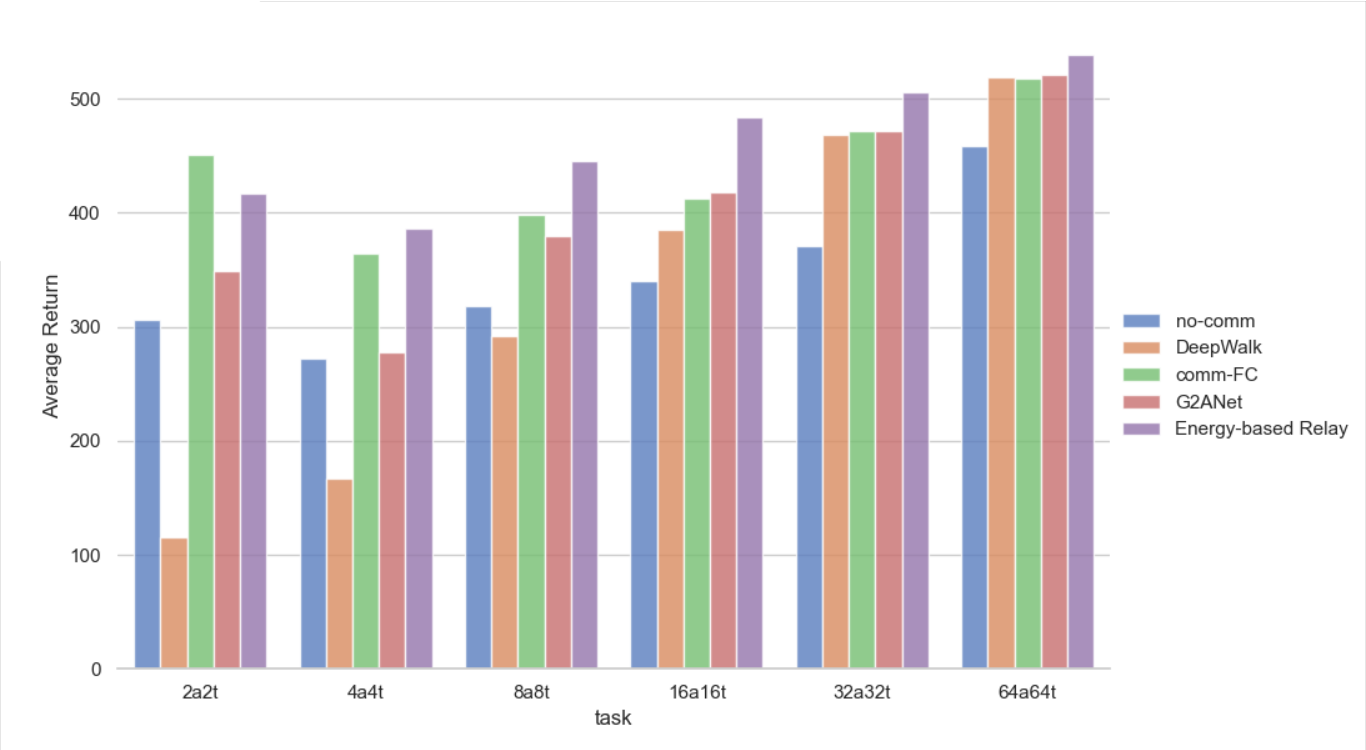 500
400
300
200
100
0
Average Return
2a2t
4a4t
8a8t
16a16t
32a32t
64a64t
task
no-comm
DeepWalk
comm-FC
G2ANet
Energy-based Relay